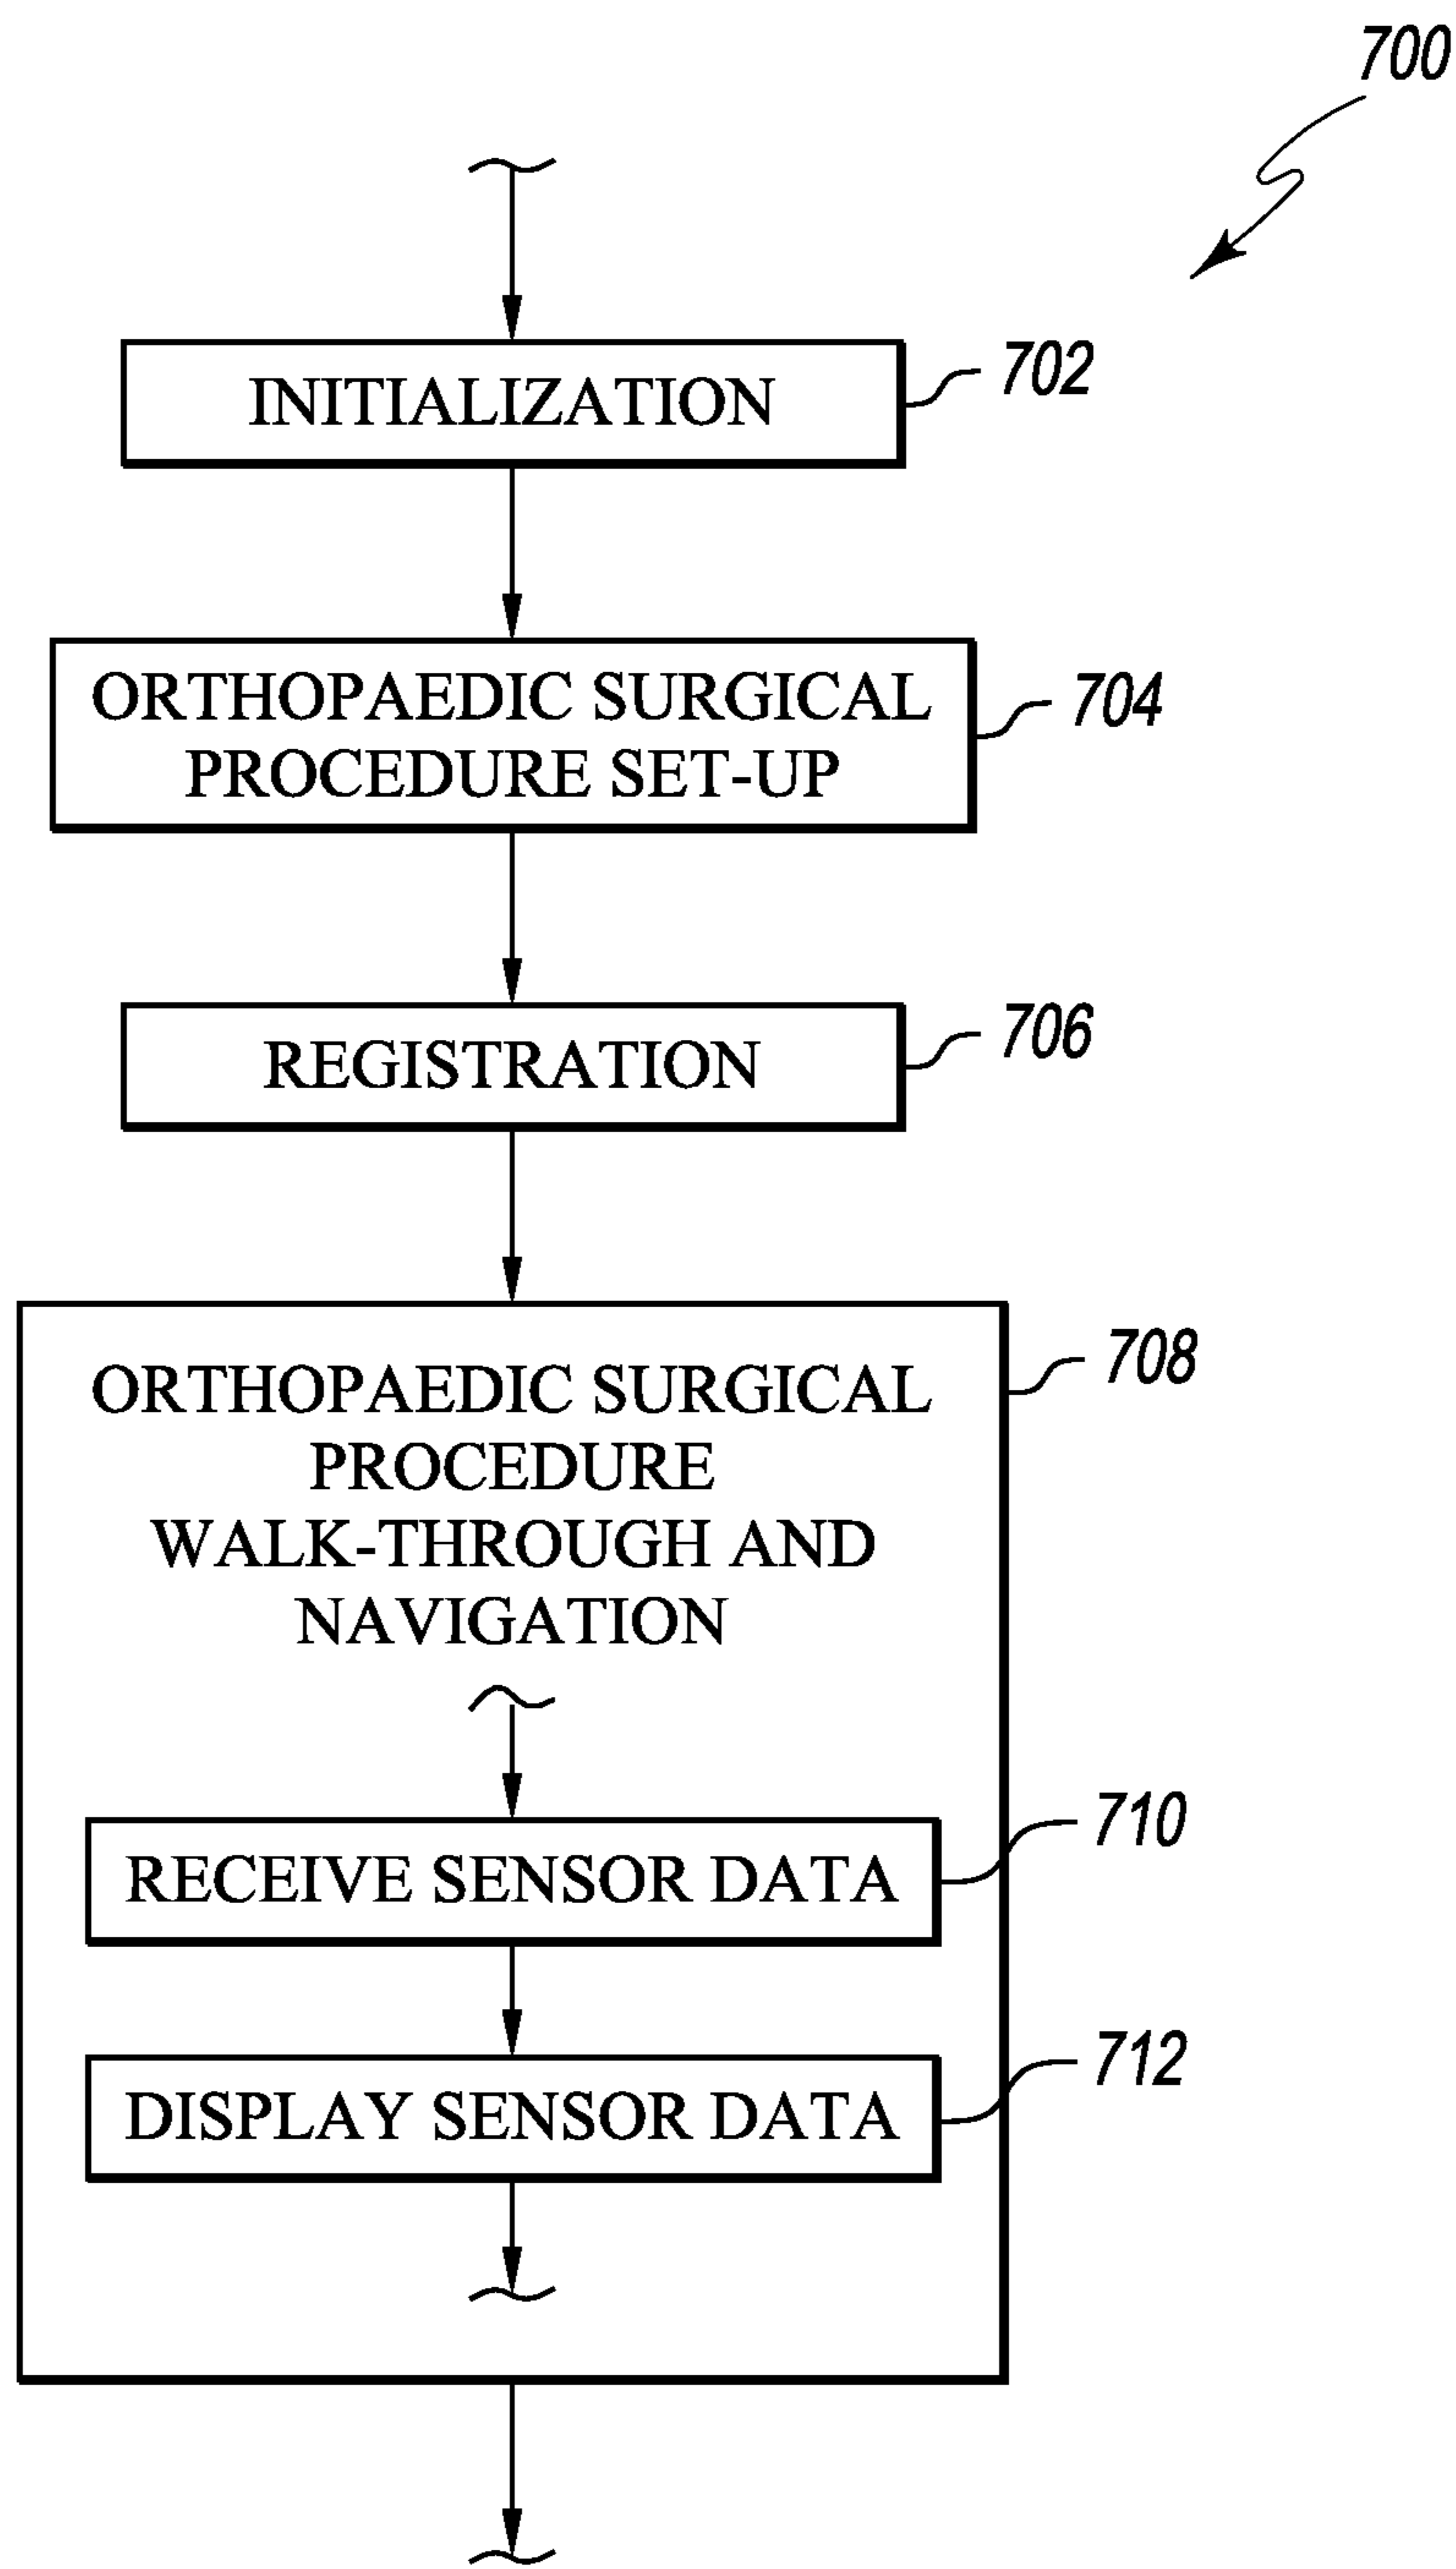 700
INITIALIZATION
702
ORTHOPAEDIC SURGICAL
PROCEDURE SET-UP
704
REGISTRATION
706
ORTHOPAEDIC SURGICAL
PROCEDURE
WALK-THROUGH AND
NAVIGATION
708
RECEIVE SENSOR DATA
710
DISPLAY SENSOR DATA
712